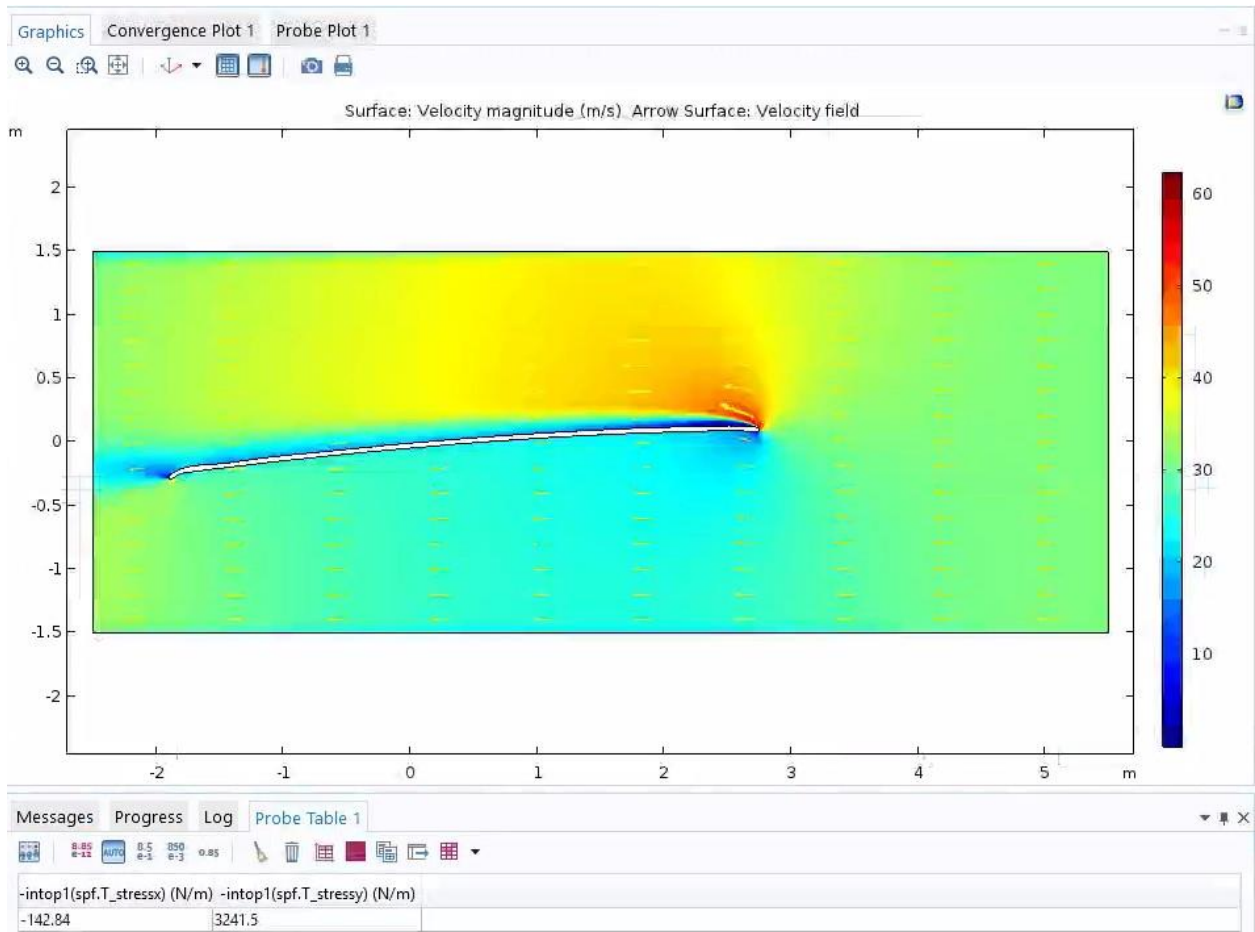 Graphics Convergence Plot 1 Probe Plot 1
Surface: Velocity magnitude (m/s) Arrow Surface: Velocity field
m
2
1.5
1
0.5
0
-0.5
-1
-1.5
-2
-2 -1 0 1 2 3 4 5 m
60
50
40
30
20
10
Messages Progress Log Probe Table 1
8.85 e-12 AUTO 8.5 e-1 850 e-3 0.85
-intop1(spf.T_stressx) (N/m) -intop1(spf.T_stressy) (N/m)
-142.84 3241.5